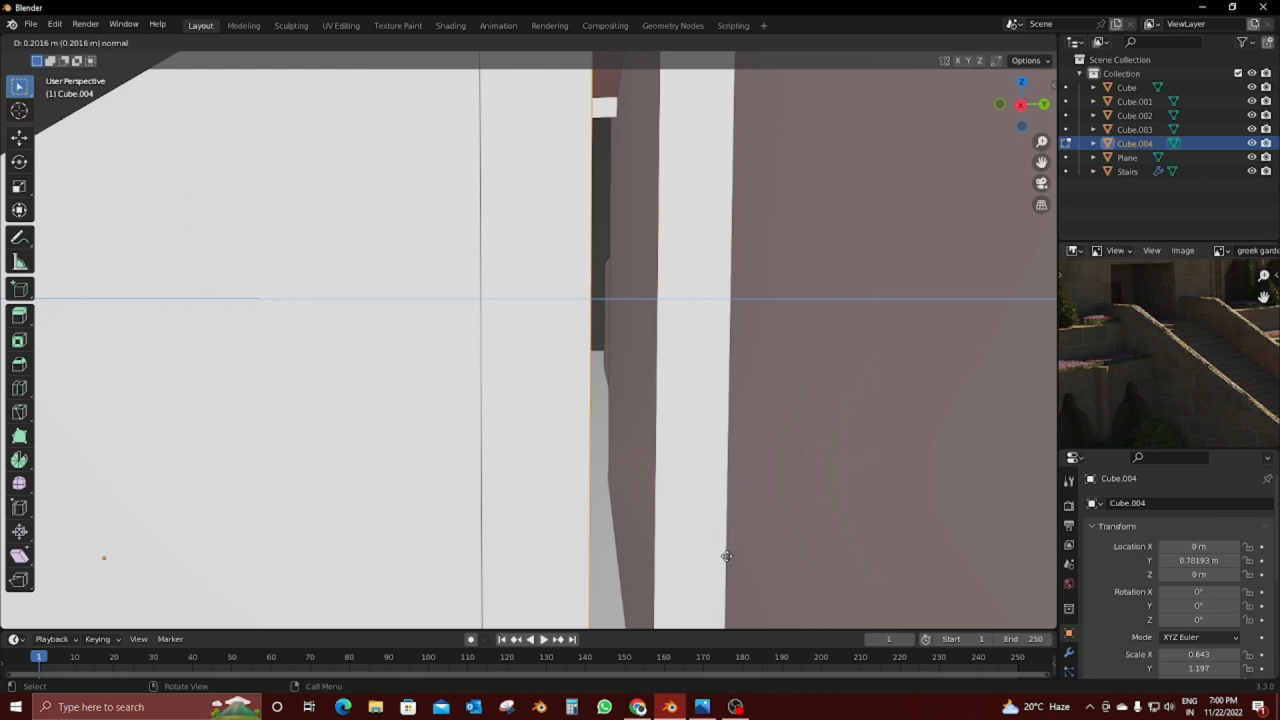 Blender
File Edit Render Window Help
Layout Modeling Sculpting UV Editing Texture Paint Shading Animation Rendering Compositing Geometry Nodes Scripting +
Scene
ViewLayer
D: 0.2016 m (0.2016 m) normal
X Y Z
Options
User Perspective
(1) Cube.004
Z
X
Y
Scene Collection
Collection
Cube
Cube.001
Cube.002
Cube.003
Cube.004
Plane
Stairs
View View Image greek gard
Cube.004
Cube.004
Transform
Location X 0 m
Y 0.78193 m
Z 0 m
Rotation X 0°
Y 0°
Z 0°
Mode XYZ Euler
Scale X 0.643
Y 1.197
Playback Keying View Marker
1 Start 1 End 250
1 10 20 30 40 50 60 70 80 90 100 110 120 130 140 150 160 170 180 190 200 210 220 230 240 250
Select Rotate View Call Menu
3.3.0
Type here to search
20°C Haze
ENG
IN
7:00 PM
11/22/2022